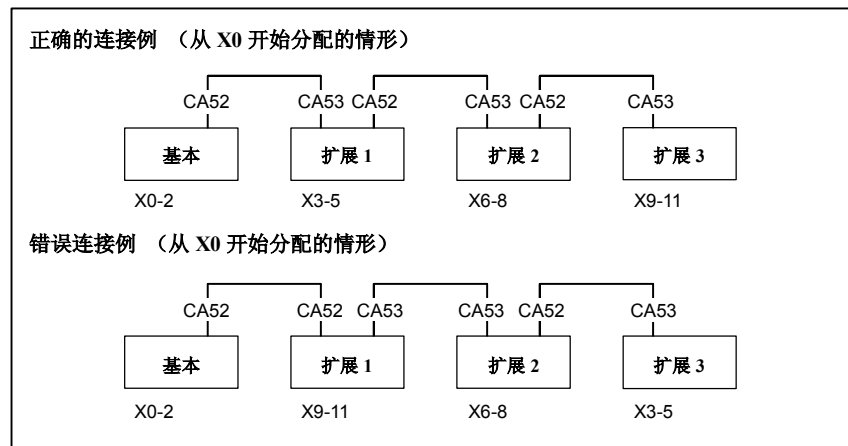 正确的连接例 （从 X0 开始分配的情形）
CA52 CA53 CA52 CA53 CA52 CA53
基本 扩展 1 扩展 2 扩展 3
X0-2 X3-5 X6-8 X9-11
错误连接例 （从 X0 开始分配的情形）
CA52 CA52 CA53 CA53 CA52 CA53
基本 扩展 1 扩展 2 扩展 3
X0-2 X9-11 X6-8 X3-5